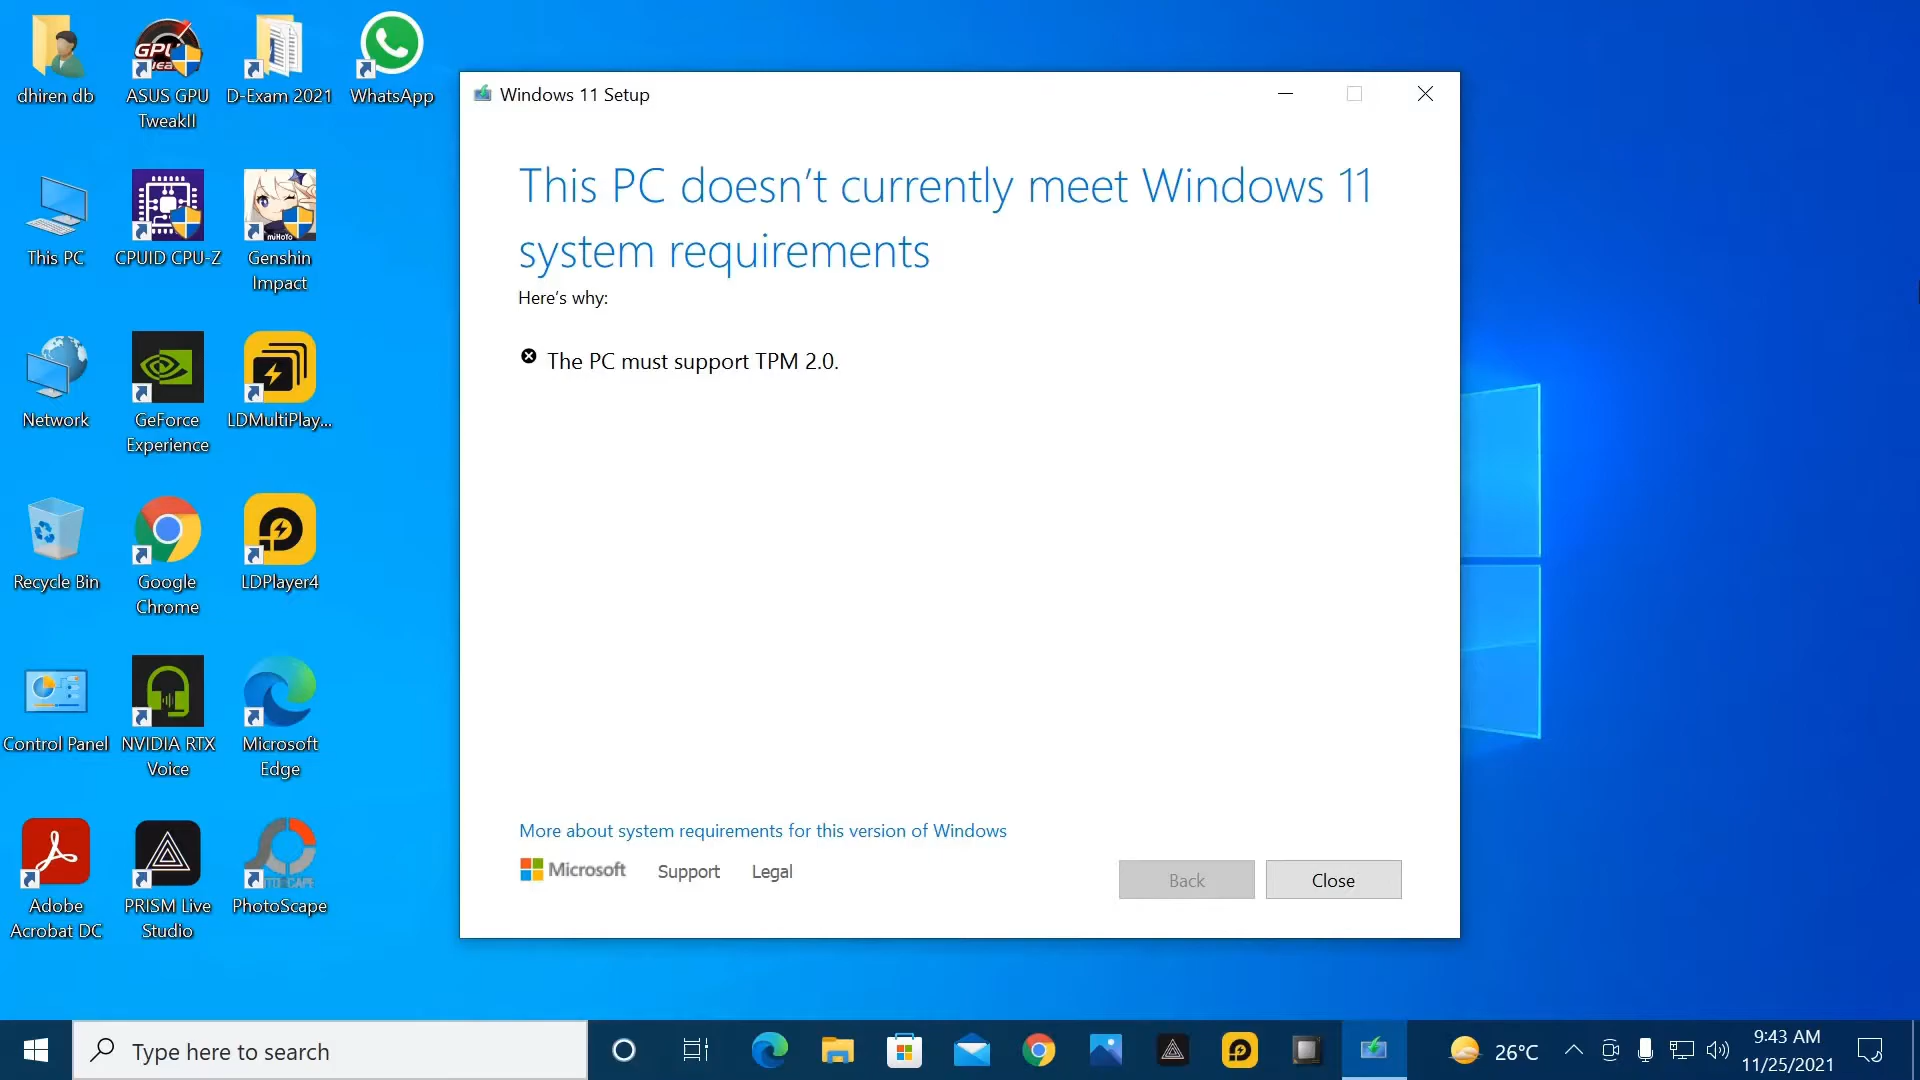 dhiren db
ASUS GPU
TweakII
D-Exam 2021
WhatsApp
This PC
CPUID CPU-Z
Genshin
Impact
miHoYo
Network
GeForce
Experience
LDMultiPlay...
Recycle Bin
Google
Chrome
LDPlayer4
Control Panel
NVIDIA RTX
Voice
Microsoft
Edge
Adobe
Acrobat DC
PRISM Live
Studio
PhotoScape
Windows 11 Setup
This PC doesn’t currently meet Windows 11
system requirements
Here’s why:
The PC must support TPM 2.0.
More about system requirements for this version of Windows
Microsoft
Support
Legal
Back
Close
Type here to search
26°C
9:43 AM
11/25/2021